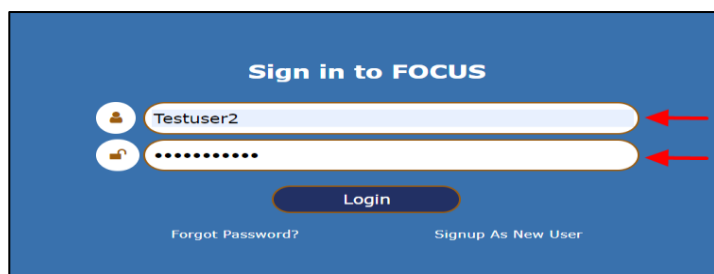 Sign in to FOCUS
Testuser2
•••••••••••
Login
Forgot Password? Signup As New User